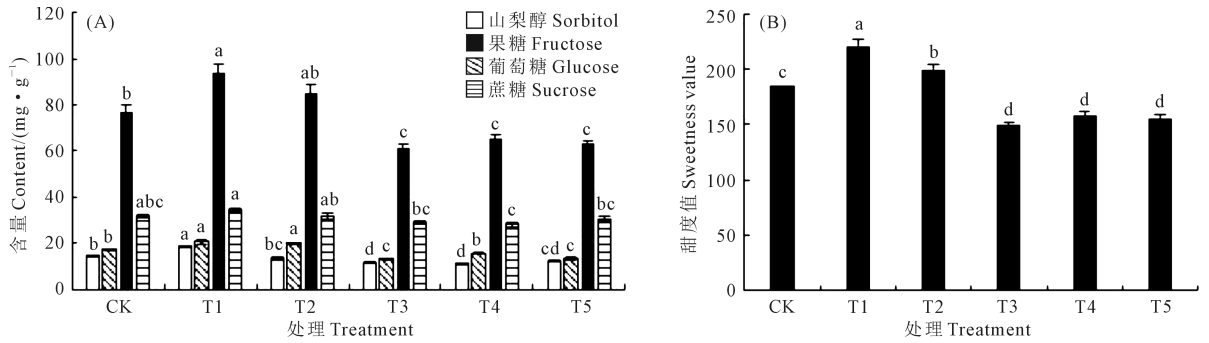 (A)
山梨醇 Sorbitol
果糖 Fructose
葡萄糖 Glucose
蔗糖 Sucrose
含量 Content/(mg·g⁻¹)
120
100
80
60
40
20
0
b b b abc
a a a a
bc a ab ab
d c c bc
d b c c
cd c c bc
CK T1 T2 T3 T4 T5
处理 Treatment
(B)
甜度值 Sweetness value
250
200
150
100
50
0
c a b d d d
CK T1 T2 T3 T4 T5
处理 Treatment